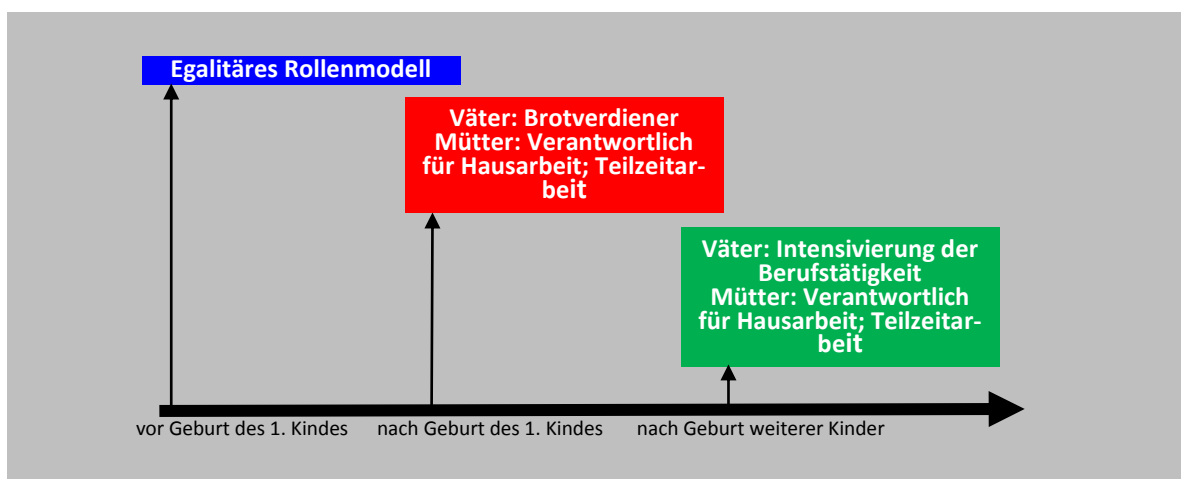 Egalitäres Rollenmodell
Väter: Brotverdiener
Mütter: Verantwortlich
für Hausarbeit; Teilzeitar-
beit
Väter: Intensivierung der
Berufstätigkeit
Mütter: Verantwortlich
für Hausarbeit; Teilzeitar-
beit
vor Geburt des 1. Kindes
nach Geburt des 1. Kindes
nach Geburt weiterer Kinder